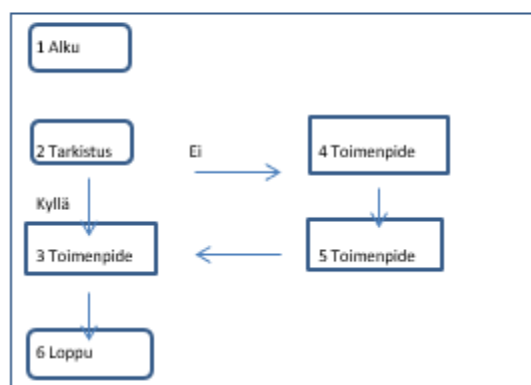 1 Alku
2 Tarkistus
Ei
4 Toimenpide
Kyllä
3 Toimenpide
5 Toimenpide
6 Loppu